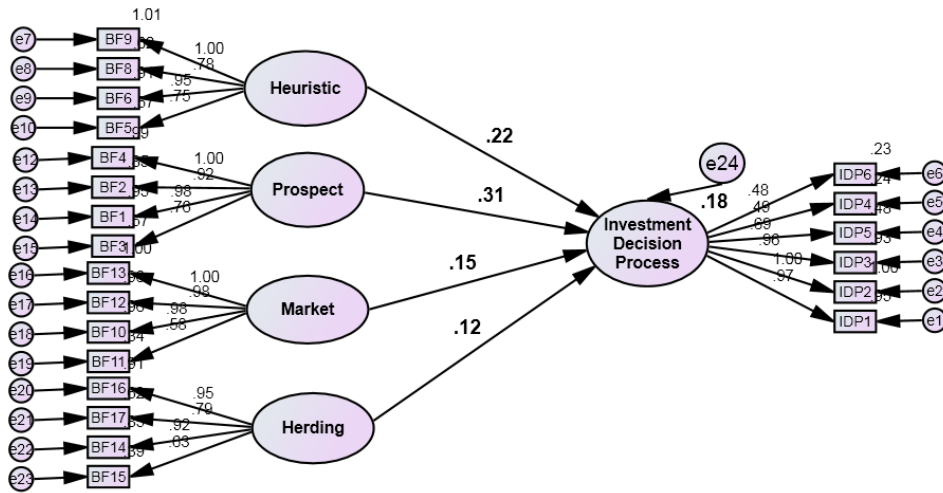 1.01
e7 BF9
e8 BF8
e9 BF6
e10 BF5
1.00
.78
.95
.75
Heuristic
.22
e12 BF4
e13 BF2
e14 BF1
e15 BF3
1.00
.92
.98
.76
Prospect
.31
e16 BF13
e17 BF12
e18 BF10
e19 BF11
1.00
1.00
.98
.98
.58
Market
.15
e20 BF16
e21 BF17
e22 BF14
e23 BF15
.95
.79
.92
.63
Herding
.12
e24
.18
Investment
Decision
Process
.48
.49
.69
.96
1.00
.97
.23
IDP6 e6
IDP4 e5
IDP5 e4
IDP3 e3
IDP2 e2
IDP1 e1